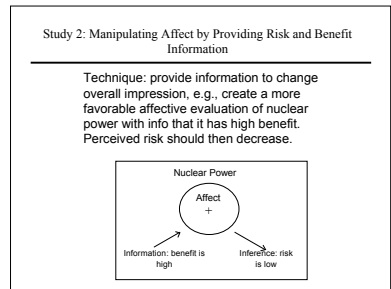 Study 2: Manipulating Affect by Providing Risk and Benefit
Information
Technique: provide information to change
overall impression, e.g., create a more
favorable affective evaluation of nuclear
power with info that it has high benefit.
Perceived risk should then decrease.
Nuclear Power
Affect
+
Information: benefit is
high
Inference: risk
is low